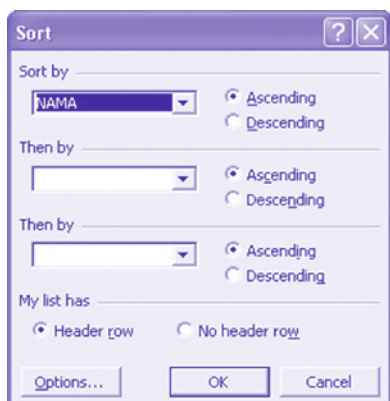 Sort
Sort by
NAMA
Ascending
Descending
Then by
Ascending
Descending
Then by
Ascending
Descending
My list has
Header row No header row
Options... OK Cancel